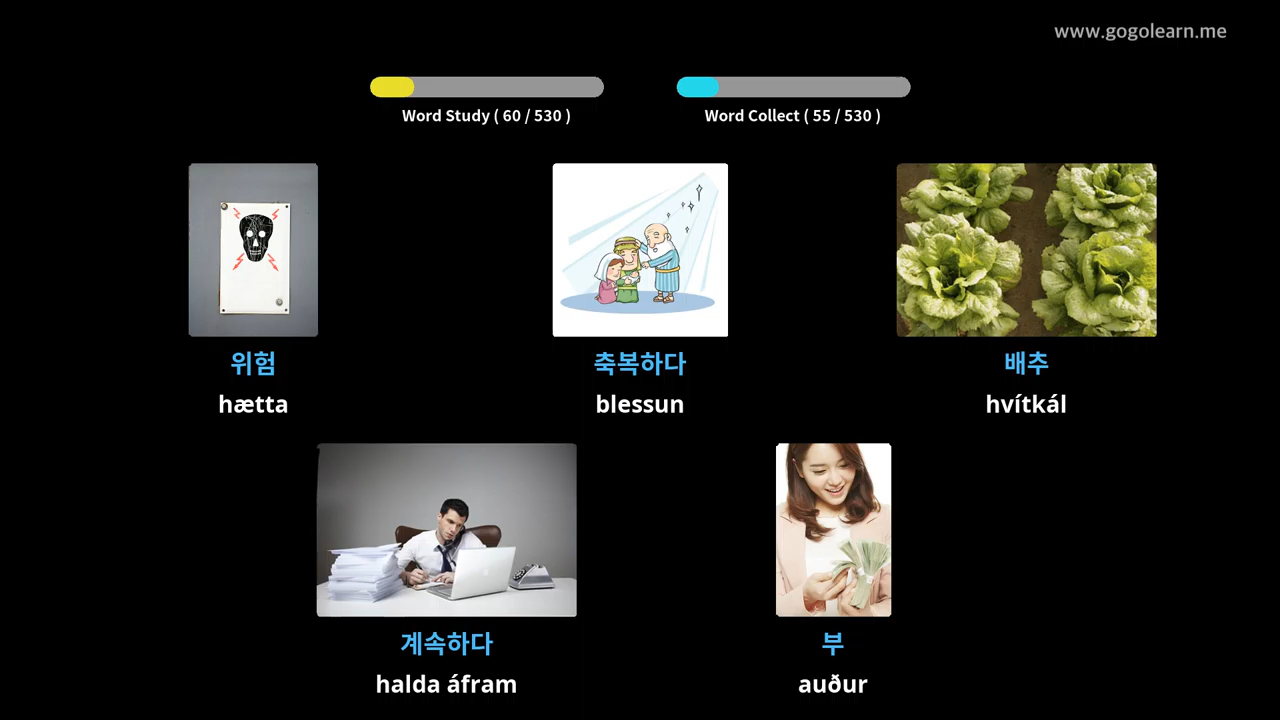 www.gogolearn.me
Word Study ( 60 / 530 )
Word Collect ( 55 / 530 )
위험
hætta
축복하다
blessun
배추
hvítkál
계속하다
halda áfram
부
auður